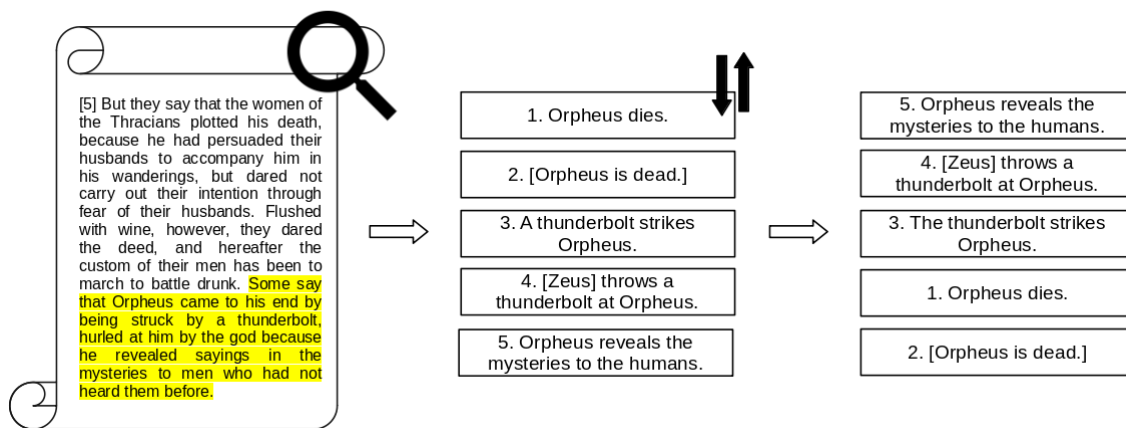 [5] But they say that the women of
the Thracians plotted his death,
because he had persuaded their
husbands to accompany him in
his wanderings, but dared not
carry out their intention through
fear of their husbands. Flushed
with wine, however, they dared
the deed, and hereafter the
custom of their men has been to
march to battle drunk. Some say
that Orpheus came to his end by
being struck by a thunderbolt,
hurled at him by the god because
he revealed sayings in the
mysteries to men who had not
heard them before.
1. Orpheus dies.
2. [Orpheus is dead.]
3. A thunderbolt strikes
Orpheus.
4. [Zeus] throws a
thunderbolt at Orpheus.
5. Orpheus reveals the
mysteries to the humans.
5. Orpheus reveals the
mysteries to the humans.
4. [Zeus] throws a
thunderbolt at Orpheus.
3. The thunderbolt strikes
Orpheus.
1. Orpheus dies.
2. [Orpheus is dead.]